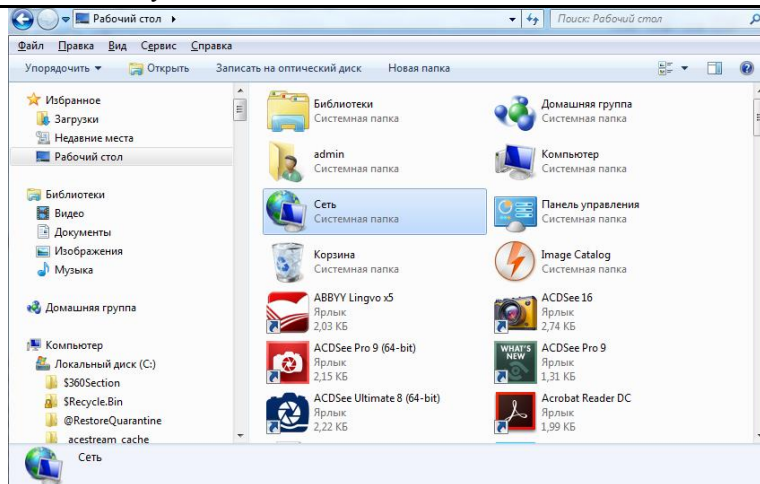 Рабочий стол
Поиск: Рабочий стол
Файл Правка Вид Сервис Справка
Упорядочить Открыть Записать на оптический диск Новая папка
Избранное
Загрузки
Недавние места
Рабочий стол
Библиотеки
Видео
Документы
Изображения
Музыка
Домашняя группа
Компьютер
Локальный диск (C:)
$360Section
$Recycle.Bin
@RestoreQuarantine
acestream_cache
Библиотеки
Системная папка
Домашняя группа
Системная папка
admin
Системная папка
Компьютер
Системная папка
Сеть
Системная папка
Панель управления
Системная папка
Корзина
Системная папка
Image Catalog
Системная папка
ABBYY Lingvo x5
Ярлык
2,03 КБ
ACDSee 16
Ярлык
2,74 КБ
ACDSee Pro 9 (64-bit)
Ярлык
2,15 КБ
WHAT'S
NEW
ACDSee Pro 9
Ярлык
1,31 КБ
ACDSee Ultimate 8 (64-bit)
Ярлык
2,22 КБ
Acrobat Reader DC
Ярлык
1,99 КБ
Сеть